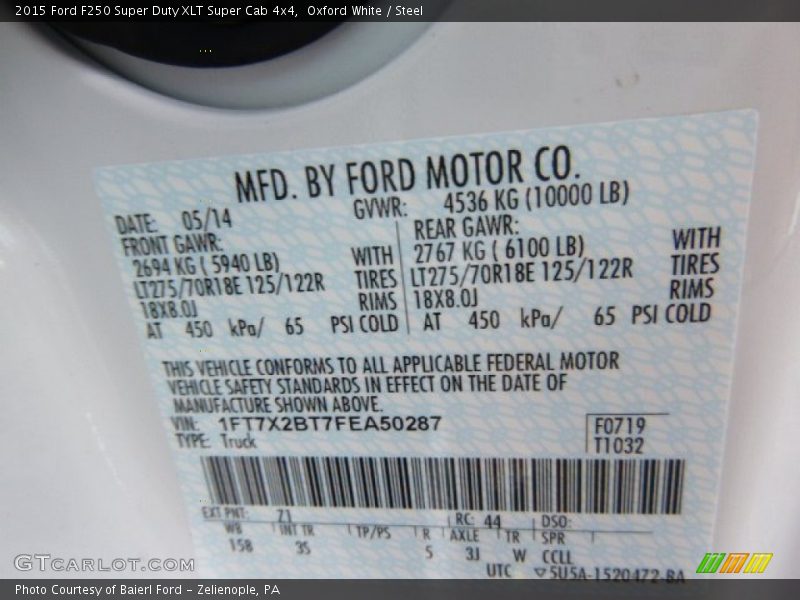 2015 Ford F250 Super Duty XLT Super Cab 4x4, Oxford White / Steel
MFD. BY FORD MOTOR CO.
DATE: 05/14 GVWR: 4536 KG (10000 LB)
FRONT GAWR: REAR GAWR:
2694 KG ( 5940 LB) WITH 2767 KG ( 6100 LB) WITH
LT275/70R18E 125/122R TIRES LT275/70R18E 125/122R TIRES
18X8.0J RIMS 18X8.0J RIMS
AT 450 kPa/ 65 PSI COLD AT 450 kPa/ 65 PSI COLD
THIS VEHICLE CONFORMS TO ALL APPLICABLE FEDERAL MOTOR
VEHICLE SAFETY STANDARDS IN EFFECT ON THE DATE OF
MANUFACTURE SHOWN ABOVE.
VIN: 1FT7X2BT7FEA50287 F0719
TYPE: Truck T1032
EXT PNT: Z1 RC: 44 DSO:
WB INT TR TP/PS R AXLE TR SPR
158 3S 5 3J W CCLL
UTC ▽5U5A-1520472-BA
GTCarLot.com
Photo Courtesy of Baierl Ford - Zelienople, PA